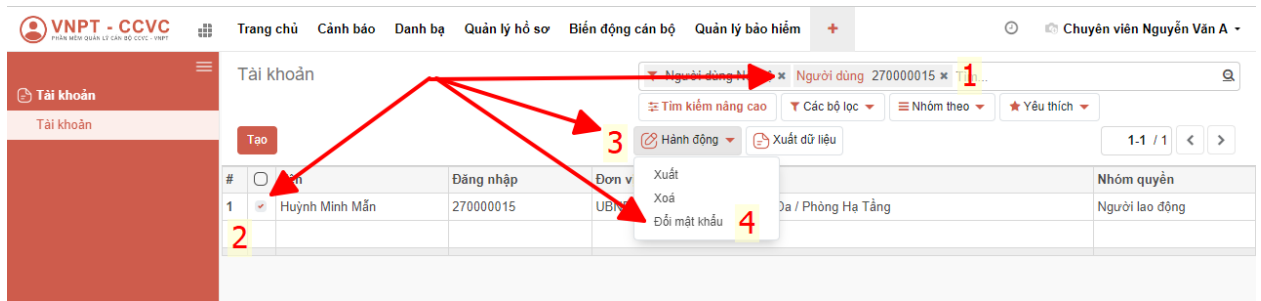 VNPT - CCVC
PHẦN MỀM QUẢN LÝ CÁN BỘ CCVC - VNPT
Trang chủ Cảnh báo Danh bạ Quản lý hồ sơ Biến động cán bộ Quản lý bảo hiểm +
Chuyên viên Nguyễn Văn A
Tài khoản
Tài khoản
Tài khoản
Người dùng × Người dùng 270000015 ×
1
Tìm kiếm nâng cao Các bộ lọc Nhóm theo Yêu thích
Tạo
3
Hành động Xuất dữ liệu
1-1 / 1
Xuất
Xoá
Đổi mật khẩu
4
# Đăng nhập Đơn v Nhóm quyền
1 Huỳnh Minh Mẫn 270000015 / Phòng Hạ Tầng Người lao động
2